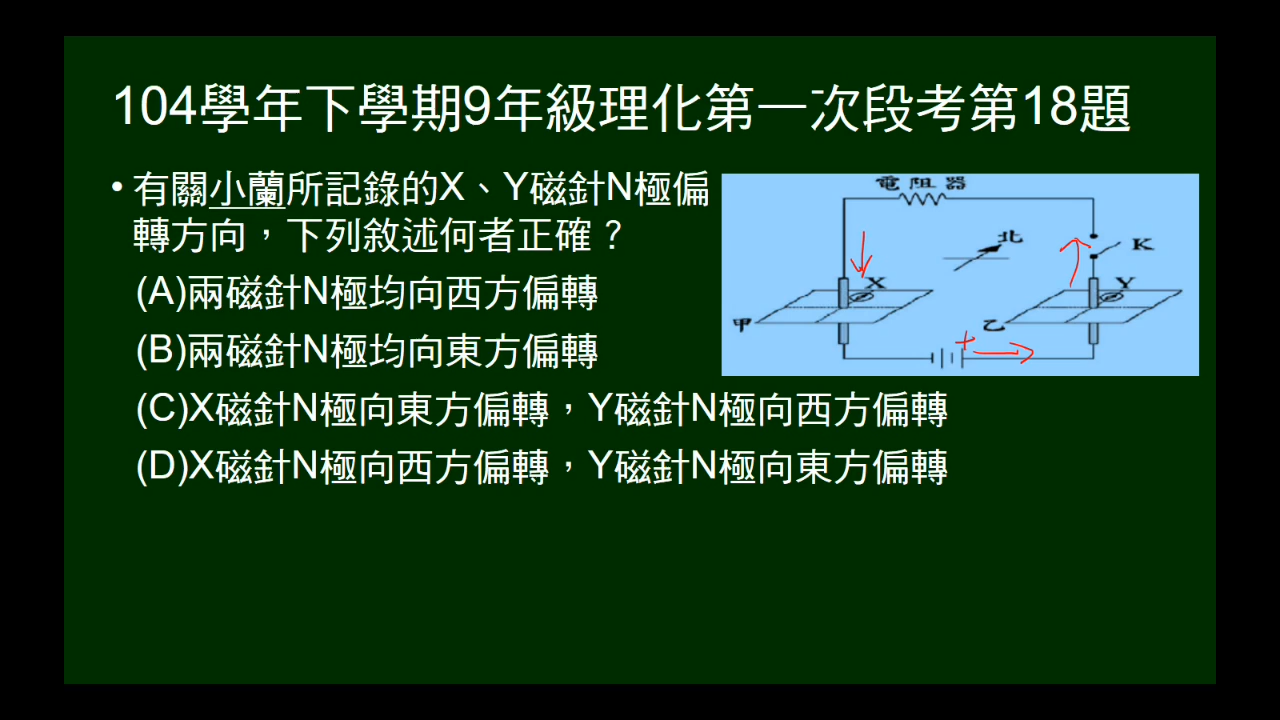 104學年下學期9年級理化第一次段考第18題
• 有關小蘭所記錄的X、Y磁針N極偏
轉方向，下列敘述何者正確？
(A)兩磁針N極均向西方偏轉
(B)兩磁針N極均向東方偏轉
(C)X磁針N極向東方偏轉，Y磁針N極向西方偏轉
(D)X磁針N極向西方偏轉，Y磁針N極向東方偏轉
電阻器
北
K
X
Y
甲
乙
+